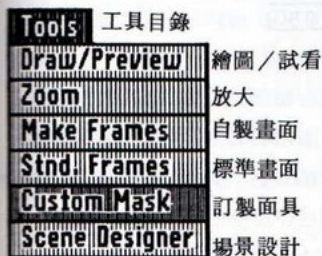 Tools 工具目錄
Draw/Preview 繪圖／試看
Zoom 放大
Make Frames 自製畫面
Stnd. Frames 標準畫面
Custom Mask 訂製面具
Scene Designer 場景設計